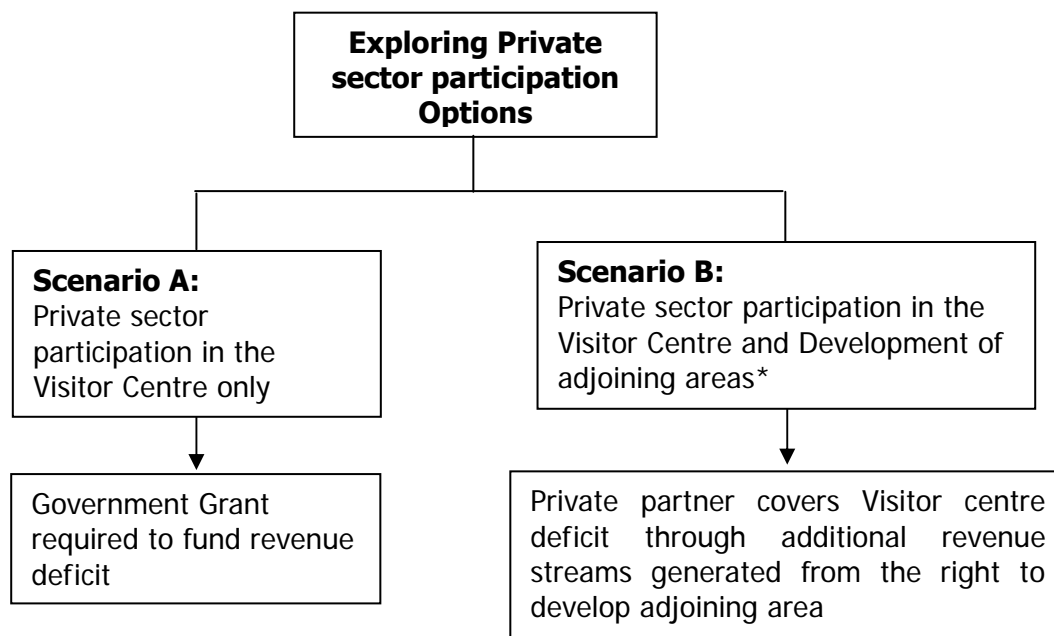 Exploring Private
sector participation
Options
Scenario A:
Private sector
participation in the
Visitor Centre only
Scenario B:
Private sector participation in the
Visitor Centre and Development of
adjoining areas*
Government Grant
required to fund revenue
deficit
Private partner covers Visitor centre
deficit through additional revenue
streams generated from the right to
develop adjoining area